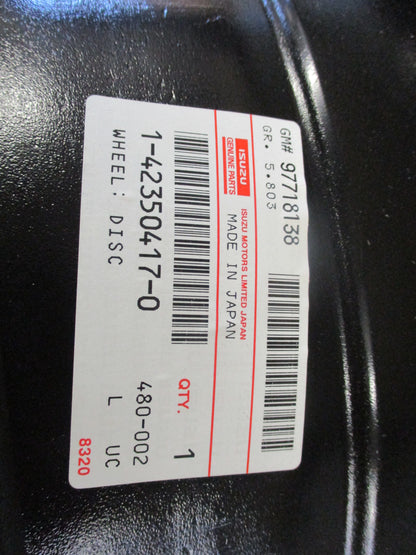 GM# 97718138
GR. 5.803
ISUZU
GENUINE PARTS
ISUZU MOTORS LIMITED JAPAN
MADE IN JAPAN
1-42350417-0
QTY. 1
WHEEL: DISC
480-002
L UC
8320